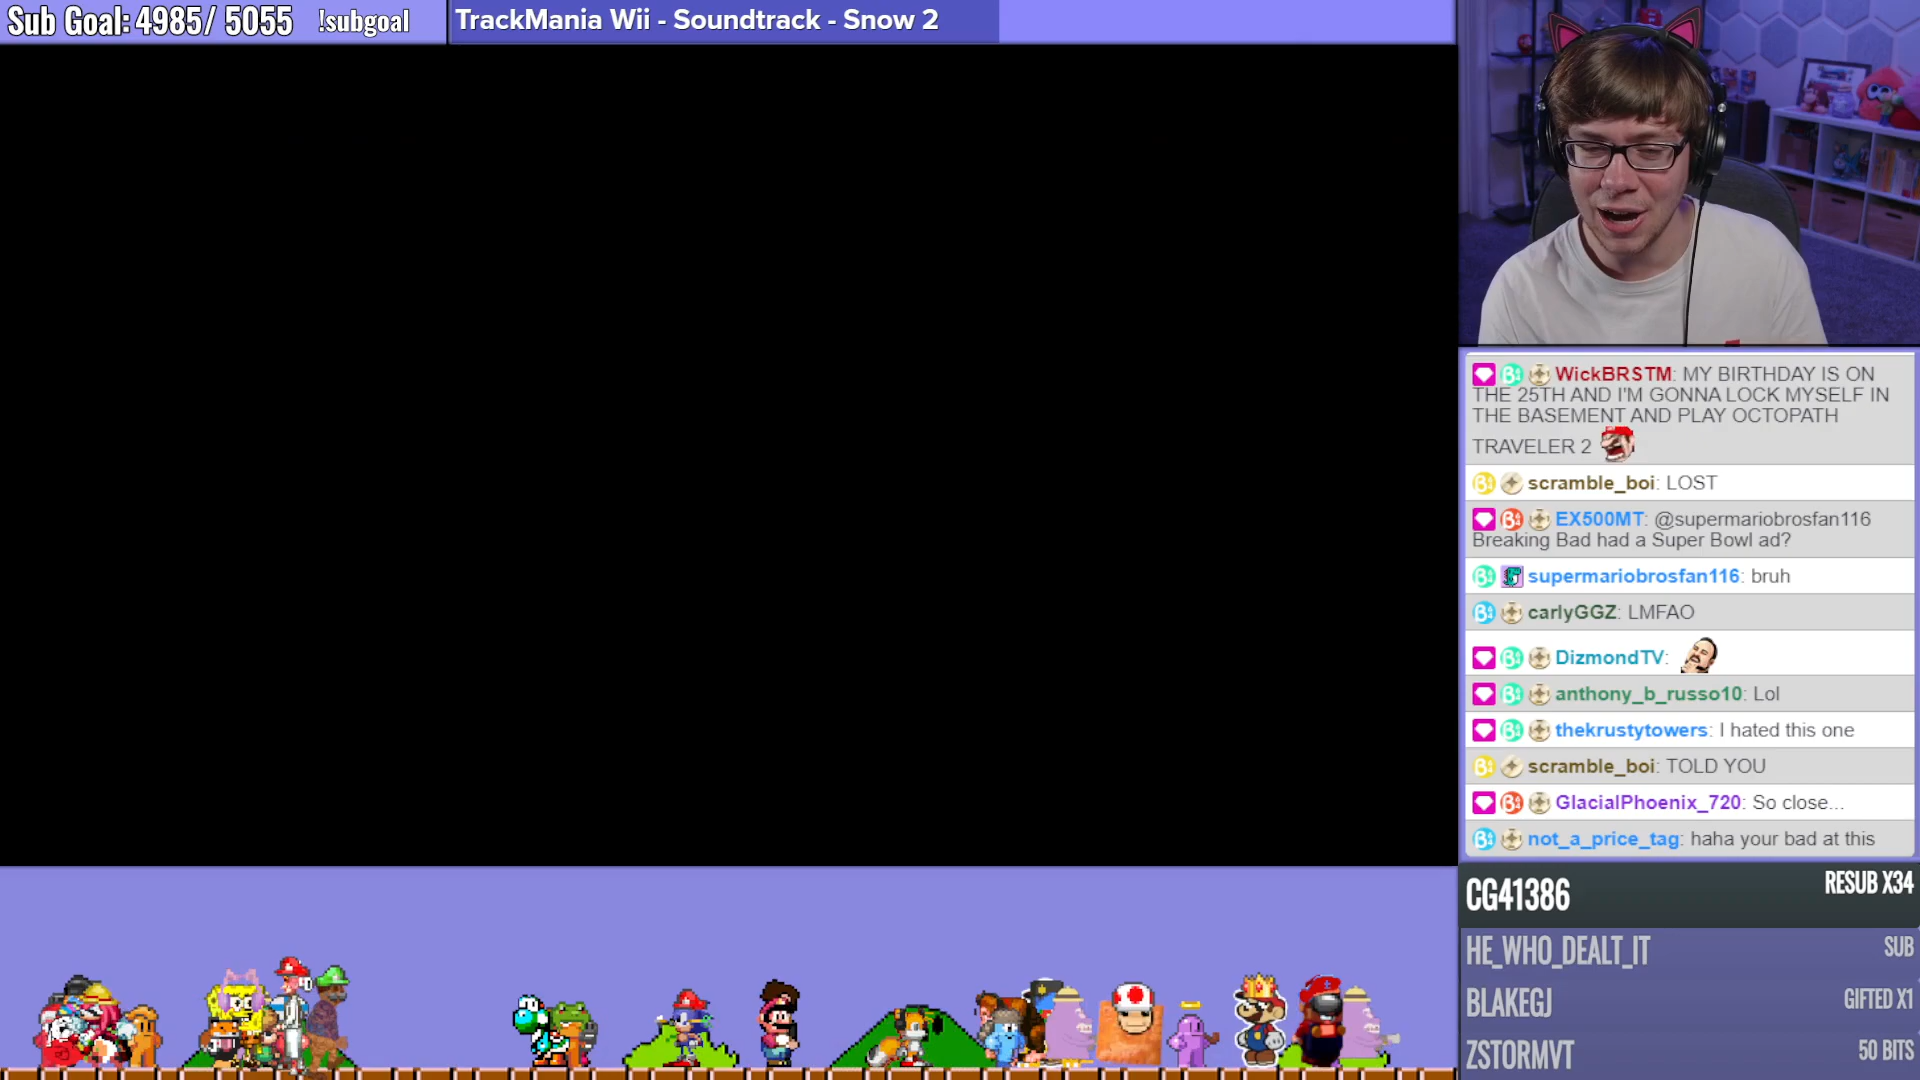 Sub Goal: 4985/ 5055 !subgoal
TrackMania Wii - Soundtrack - Snow 2
WickBRSTM: MY BIRTHDAY IS ON
THE 25TH AND I'M GONNA LOCK MYSELF IN
THE BASEMENT AND PLAY OCTOPATH
TRAVELER 2
scramble_boi: LOST
EX500MT: @supermariobrosfan116
Breaking Bad had a Super Bowl ad?
supermariobrosfan116: bruh
carlyGGZ: LMFAO
DizmondTV:
anthony_b_russo10: Lol
thekrustytowers: I hated this one
scramble_boi: TOLD YOU
GlacialPhoenix_720: So close...
not_a_price_tag: haha your bad at this
CG41386 RESUB X34
HE_WHO_DEALT_IT SUB
BLAKEGJ GIFTED X1
ZSTORMVT 50 BITS